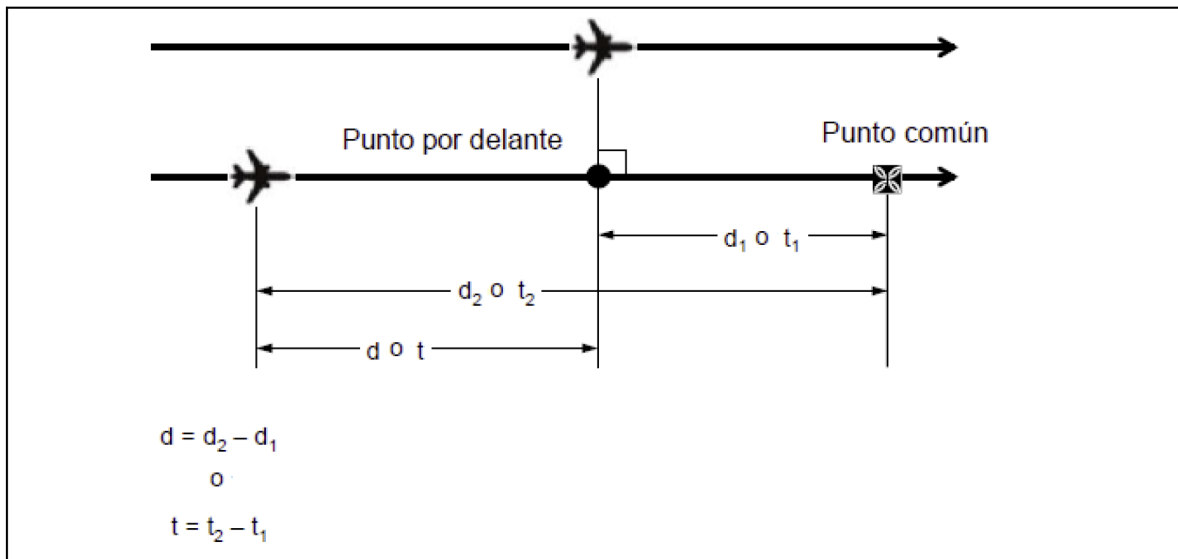 Punto por delante
Punto común
d₁ o t₁
d₂ o t₂
d o t
d = d₂ – d₁
o
t = t₂ – t₁